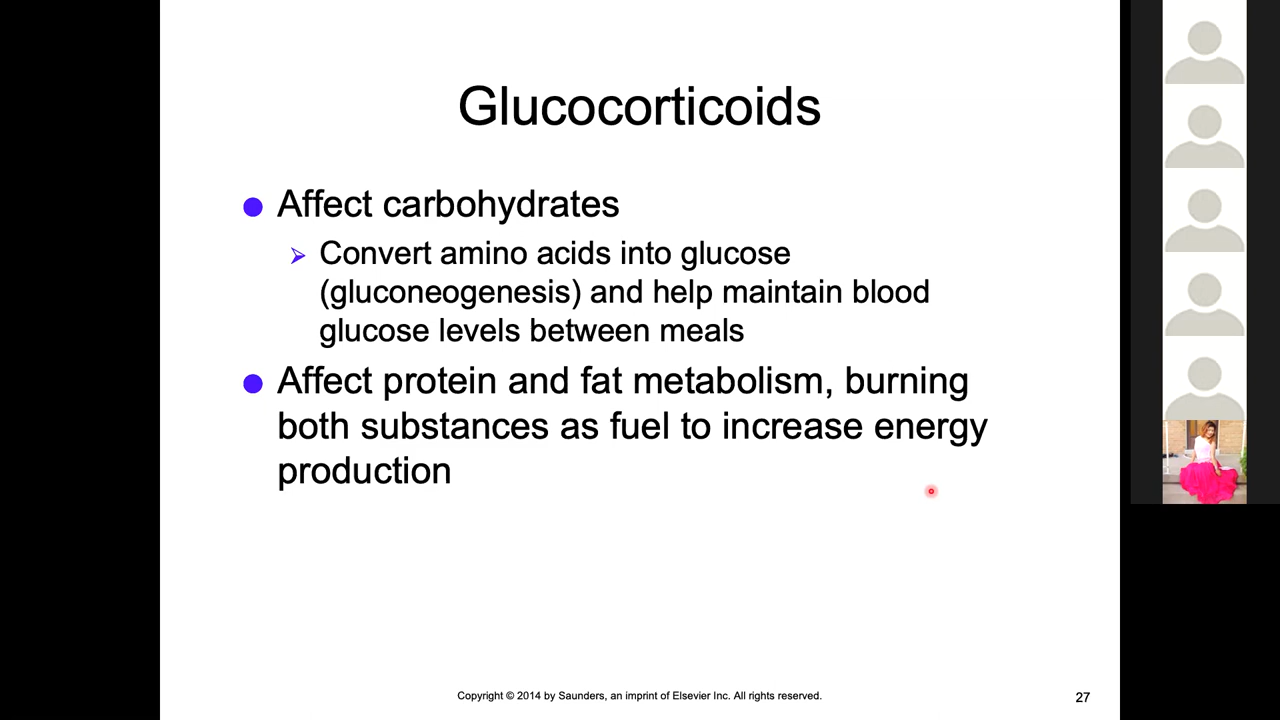 Glucocorticoids
Affect carbohydrates
Convert amino acids into glucose
(gluconeogenesis) and help maintain blood
glucose levels between meals
Affect protein and fat metabolism, burning
both substances as fuel to increase energy
production
Copyright © 2014 by Saunders, an imprint of Elsevier Inc. All rights reserved.
27